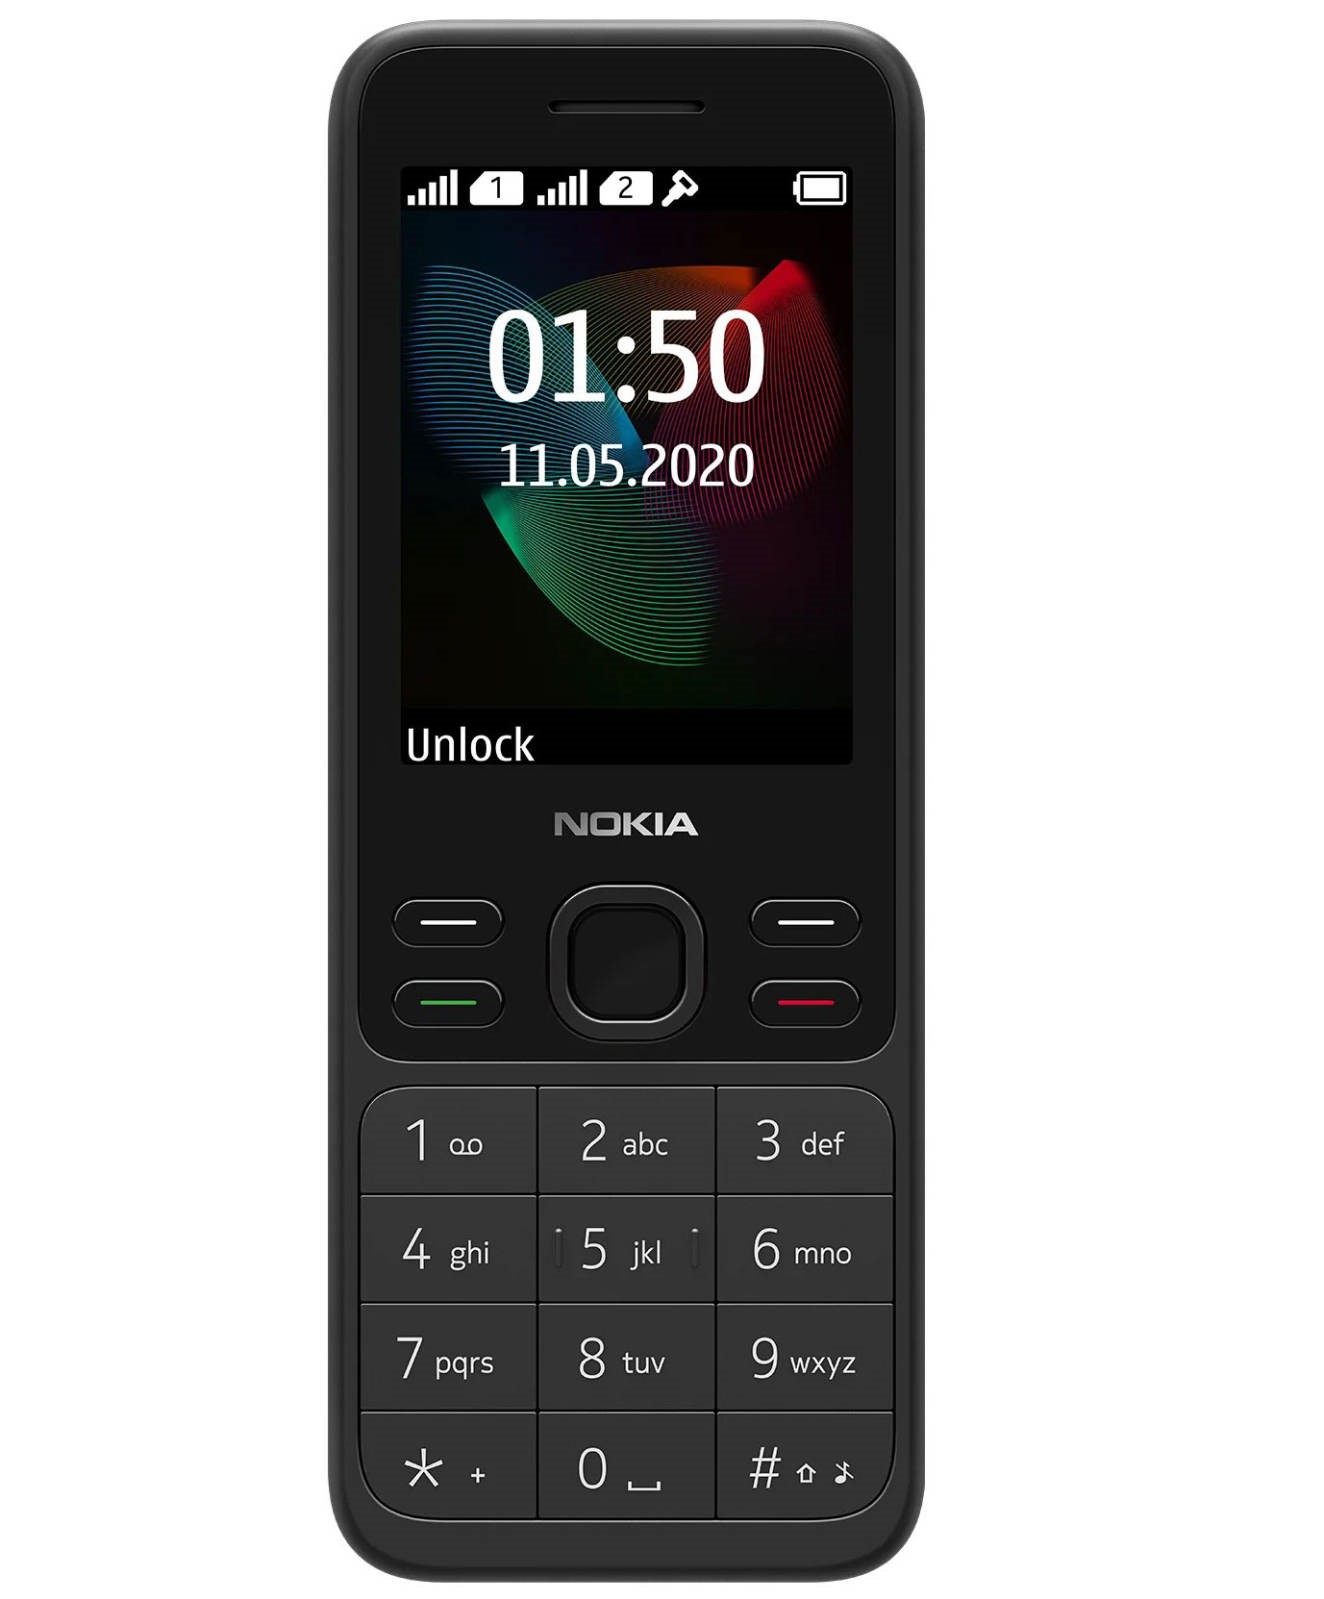 1 2
01:50
11.05.2020
Unlock
NOKIA
1 2 abc 3 def
4 ghi 5 jkl 6 mno
7 pqrs 8 tuv 9 wxyz
* + 0 #